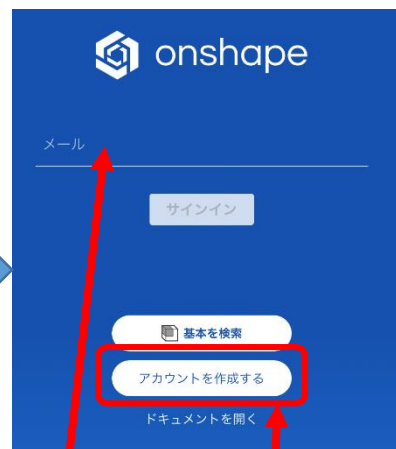 onshape
メール
サインイン
基本を検索
アカウントを作成する
ドキュメントを開く